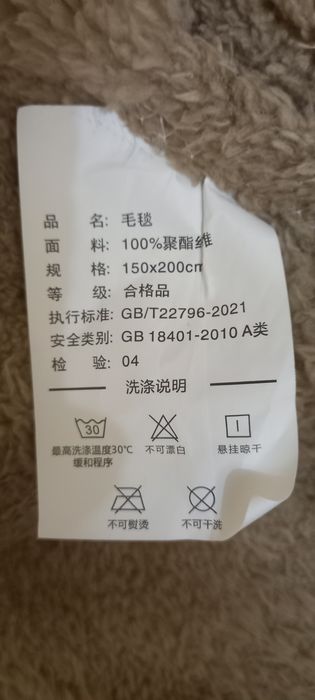 品 名: 毛毯
面 料: 100%聚酯纤维
规 格: 150x200cm
等 级: 合格品
执行标准: GB/T22796-2021
安全类别: GB 18401-2010 A类
检 验: 04
洗涤说明
30
最高洗涤温度30℃ 不可漂白 悬挂晾干
缓和程序
不可熨烫 不可干洗